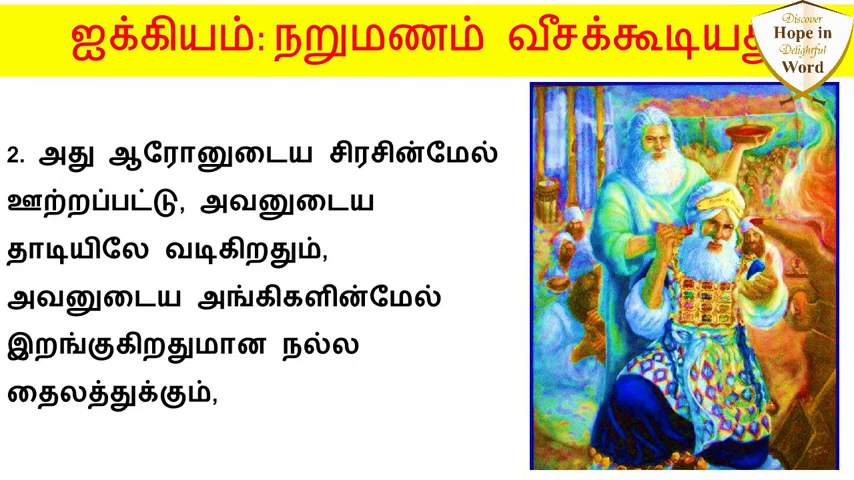 ஐக்கியம்: நறுமணம் வீசக்கூடியது
Discover
Hope in
Delightful
Word
2. அது ஆரோனுடைய சிரசின்மேல்
ஊற்றப்பட்டு, அவனுடைய
தாடியிலே வடிகிறதும்,
அவனுடைய அங்கிகளின்மேல்
இறங்குகிறதுமான நல்ல
தைலத்துக்கும்,